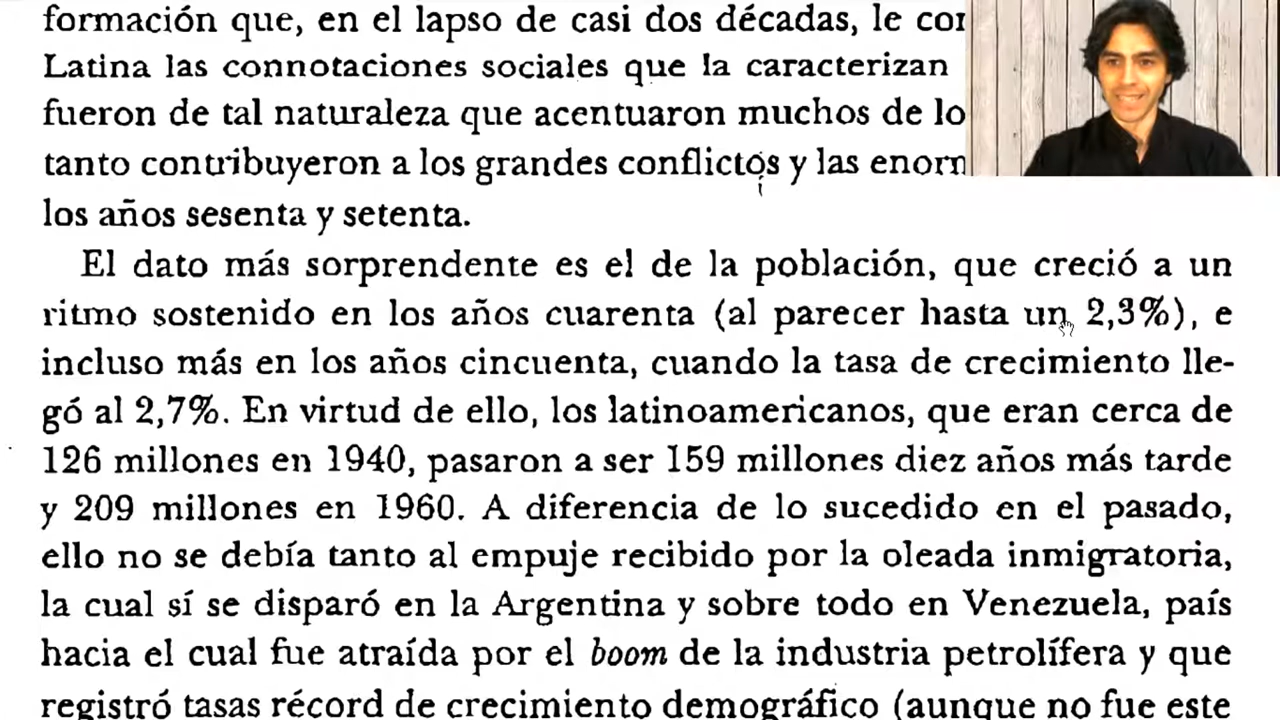 formación que, en el lapso de casi dos décadas, le
Latina las connotaciones sociales que la caracterizan
fueron de tal naturaleza que acentuaron muchos de
tanto contribuyeron a los grandes conflictos y las
los años sesenta y setenta.
El dato más sorprendente es el de la población, que creció a un
ritmo sostenido en los años cuarenta (al parecer hasta un 2,3%), e
incluso más en los años cincuenta, cuando la tasa de crecimiento lle-
gó al 2,7%. En virtud de ello, los latinoamericanos, que eran cerca de
126 millones en 1940, pasaron a ser 159 millones diez años más tarde
y 209 millones en 1960. A diferencia de lo sucedido en el pasado,
ello no se debía tanto al empuje recibido por la oleada inmigratoria,
la cual sí se disparó en la Argentina y sobre todo en Venezuela, país
hacia el cual fue atraída por el boom de la industria petrolífera y que
registró tasas récord de crecimiento demográfico (aunque no fue este